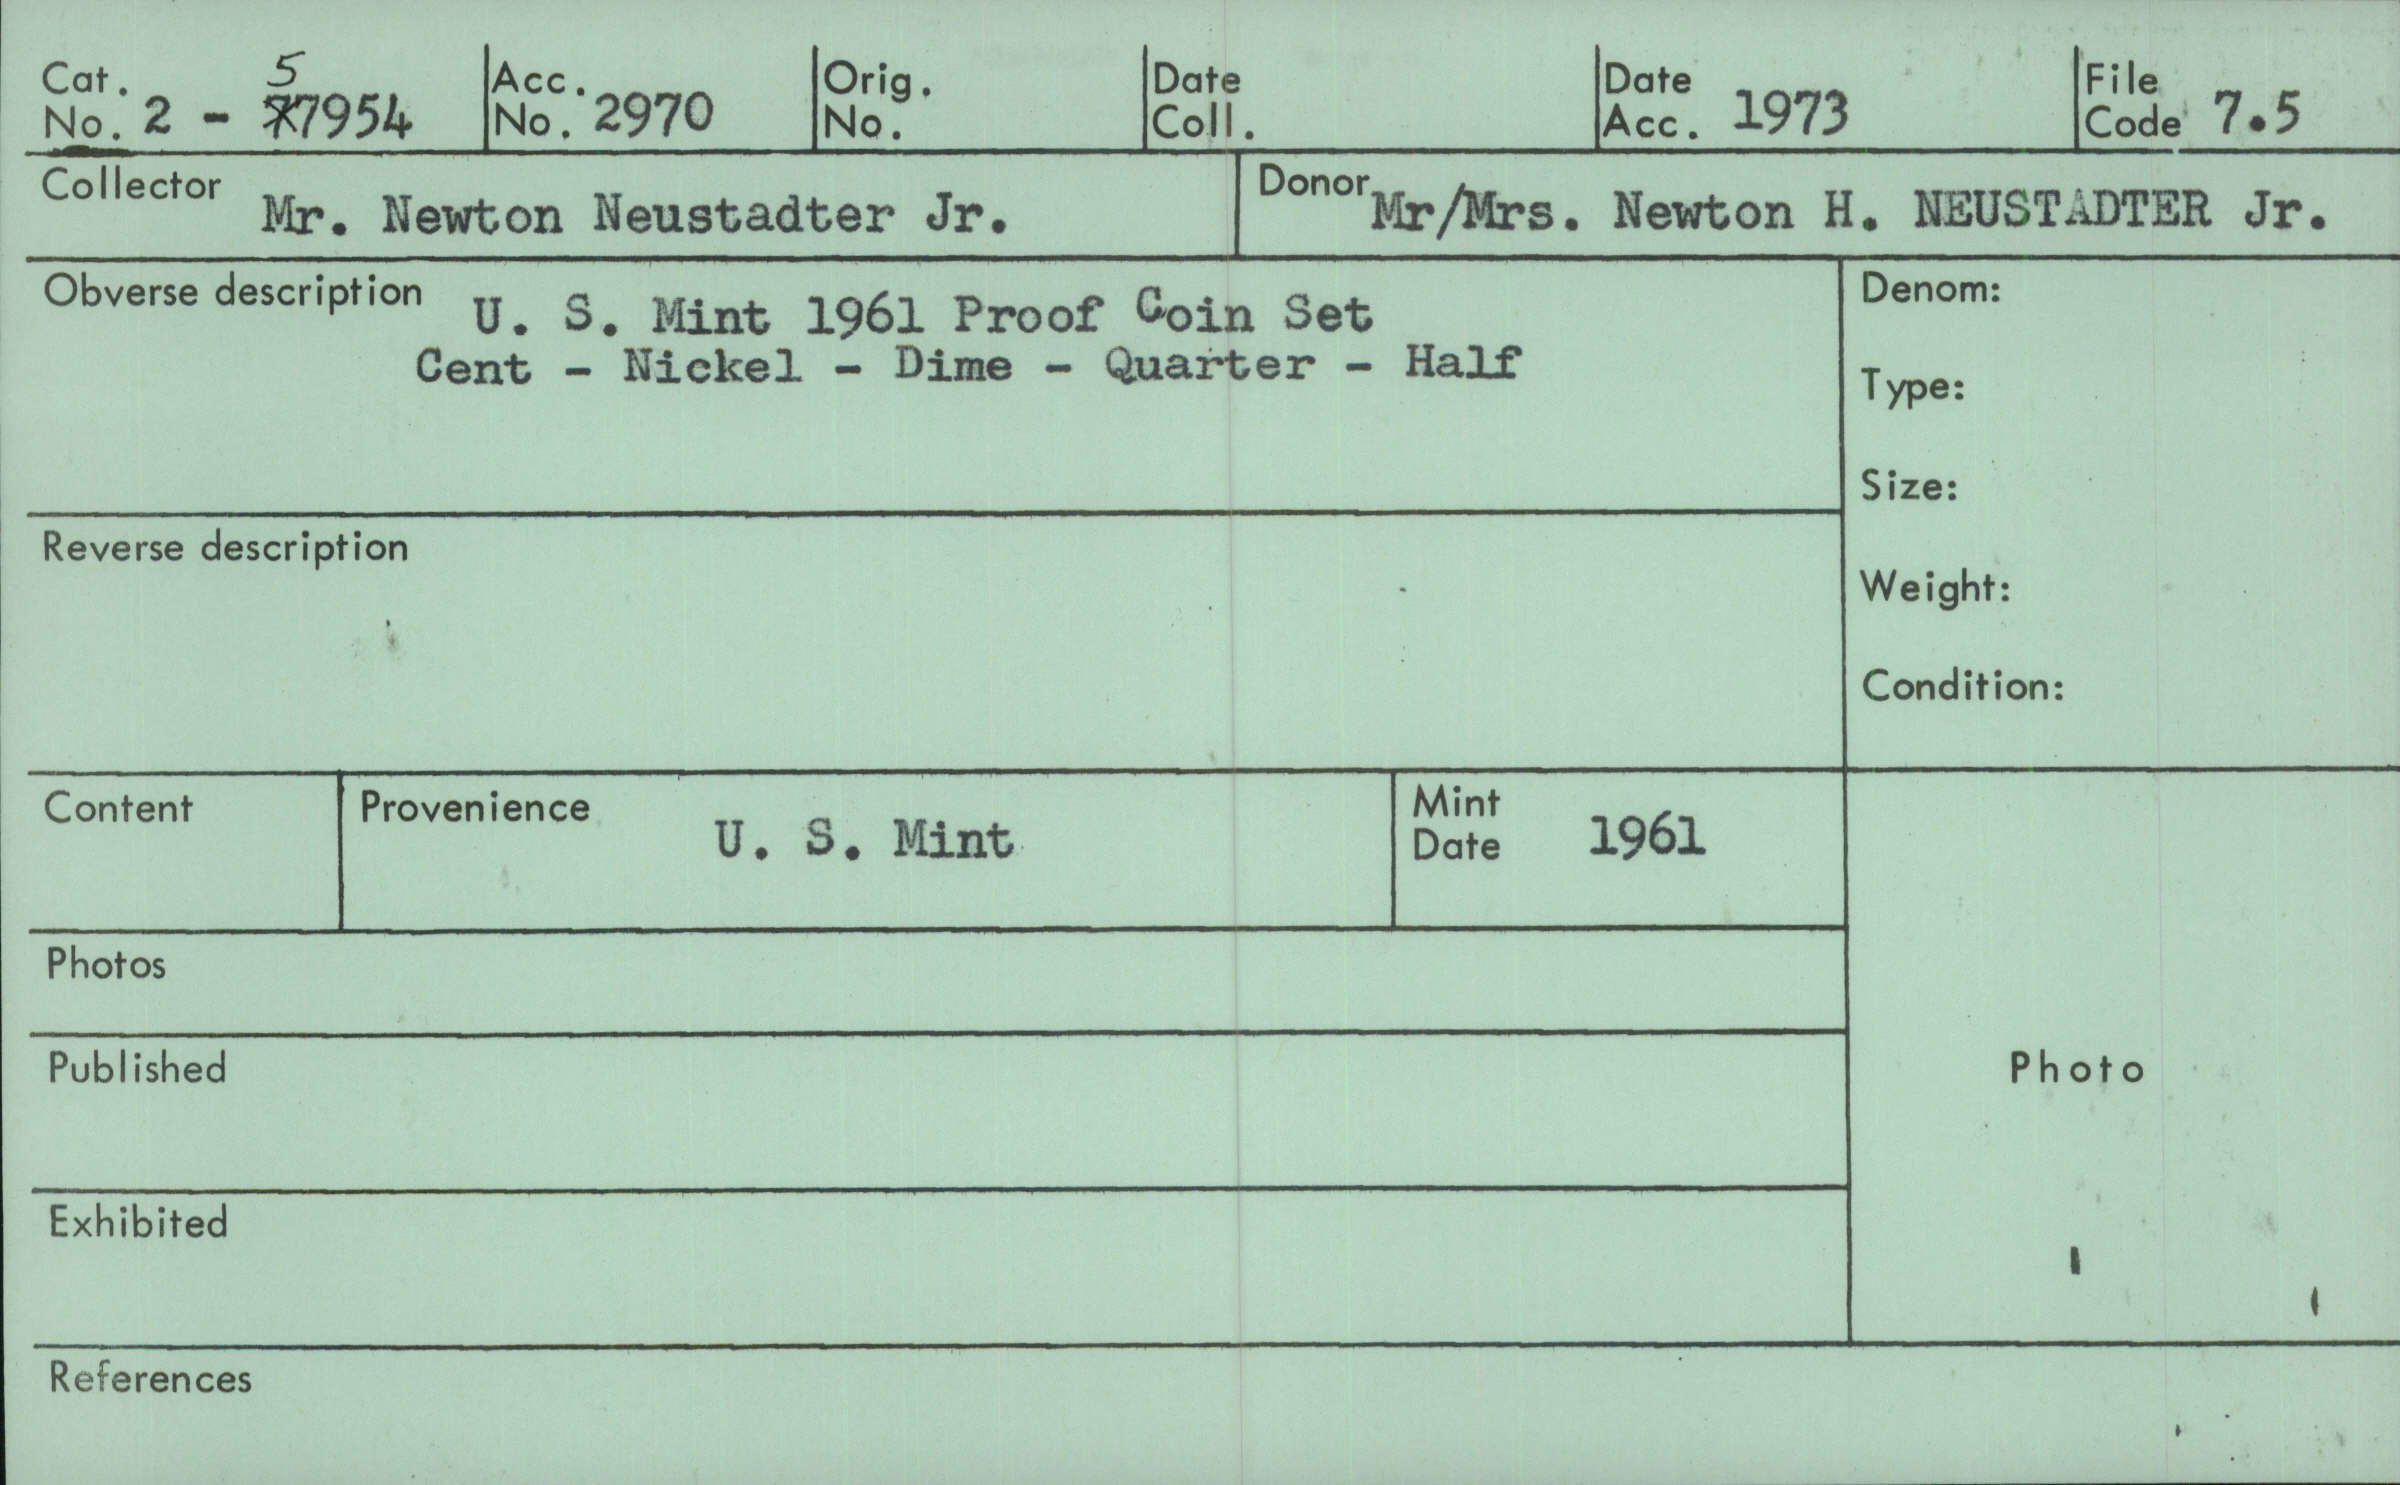 Cat. No. 2 - 57954
Acc. No. 2970
Orig. No.
Date Coll.
Date Acc. 1973
File Code 7.5
Collector Mr. Newton Neustadter Jr.
Donor Mr/Mrs. Newton H. NEUSTADTER Jr.
Obverse description U. S. Mint 1961 Proof Coin Set
Cent - Nickel - Dime - Quarter - Half
Denom:
Type:
Size:
Weight:
Condition:
Reverse description
Content
Provenience U. S. Mint
Mint Date 1961
Photos
Published
Photo
Exhibited
References